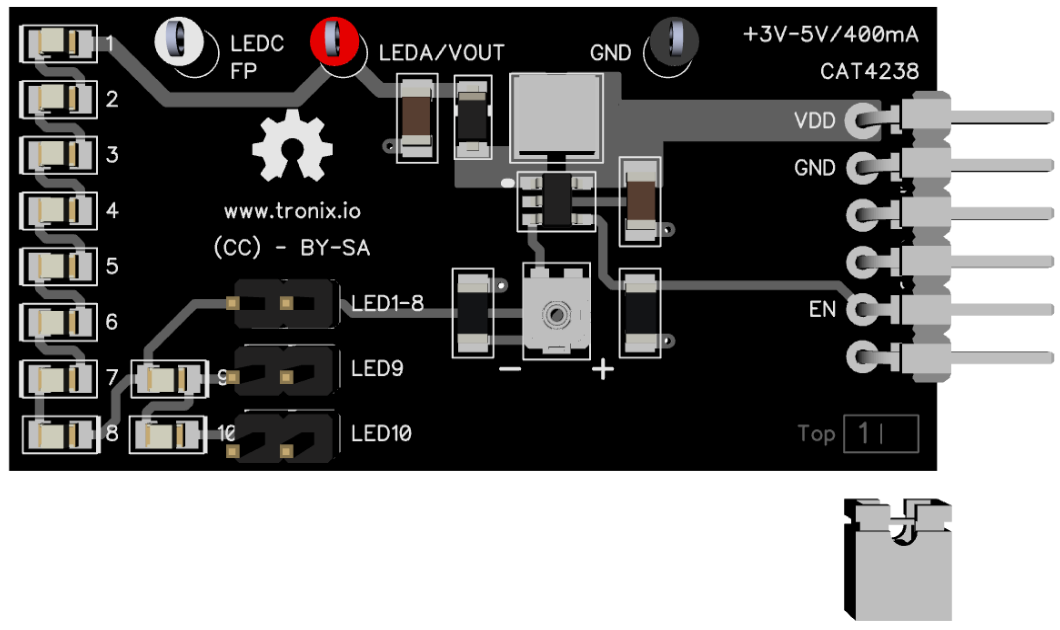 1
LEDC
FP
LEDA/VOUT
GND
+3V-5V/400mA
CAT4238
2
VDD
3
GND
4
www.tronix.io
(CC) - BY-SA
5
6
LED1-8
EN
7
9
LED9
- +
8
10
LED10
Top 1